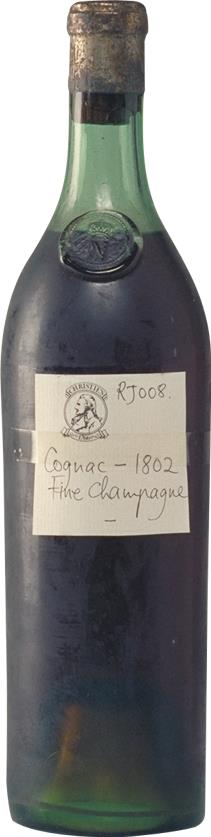 N
CHRISTIE'S
RJ008.
Cognac – 1802
Fine Champagne
–